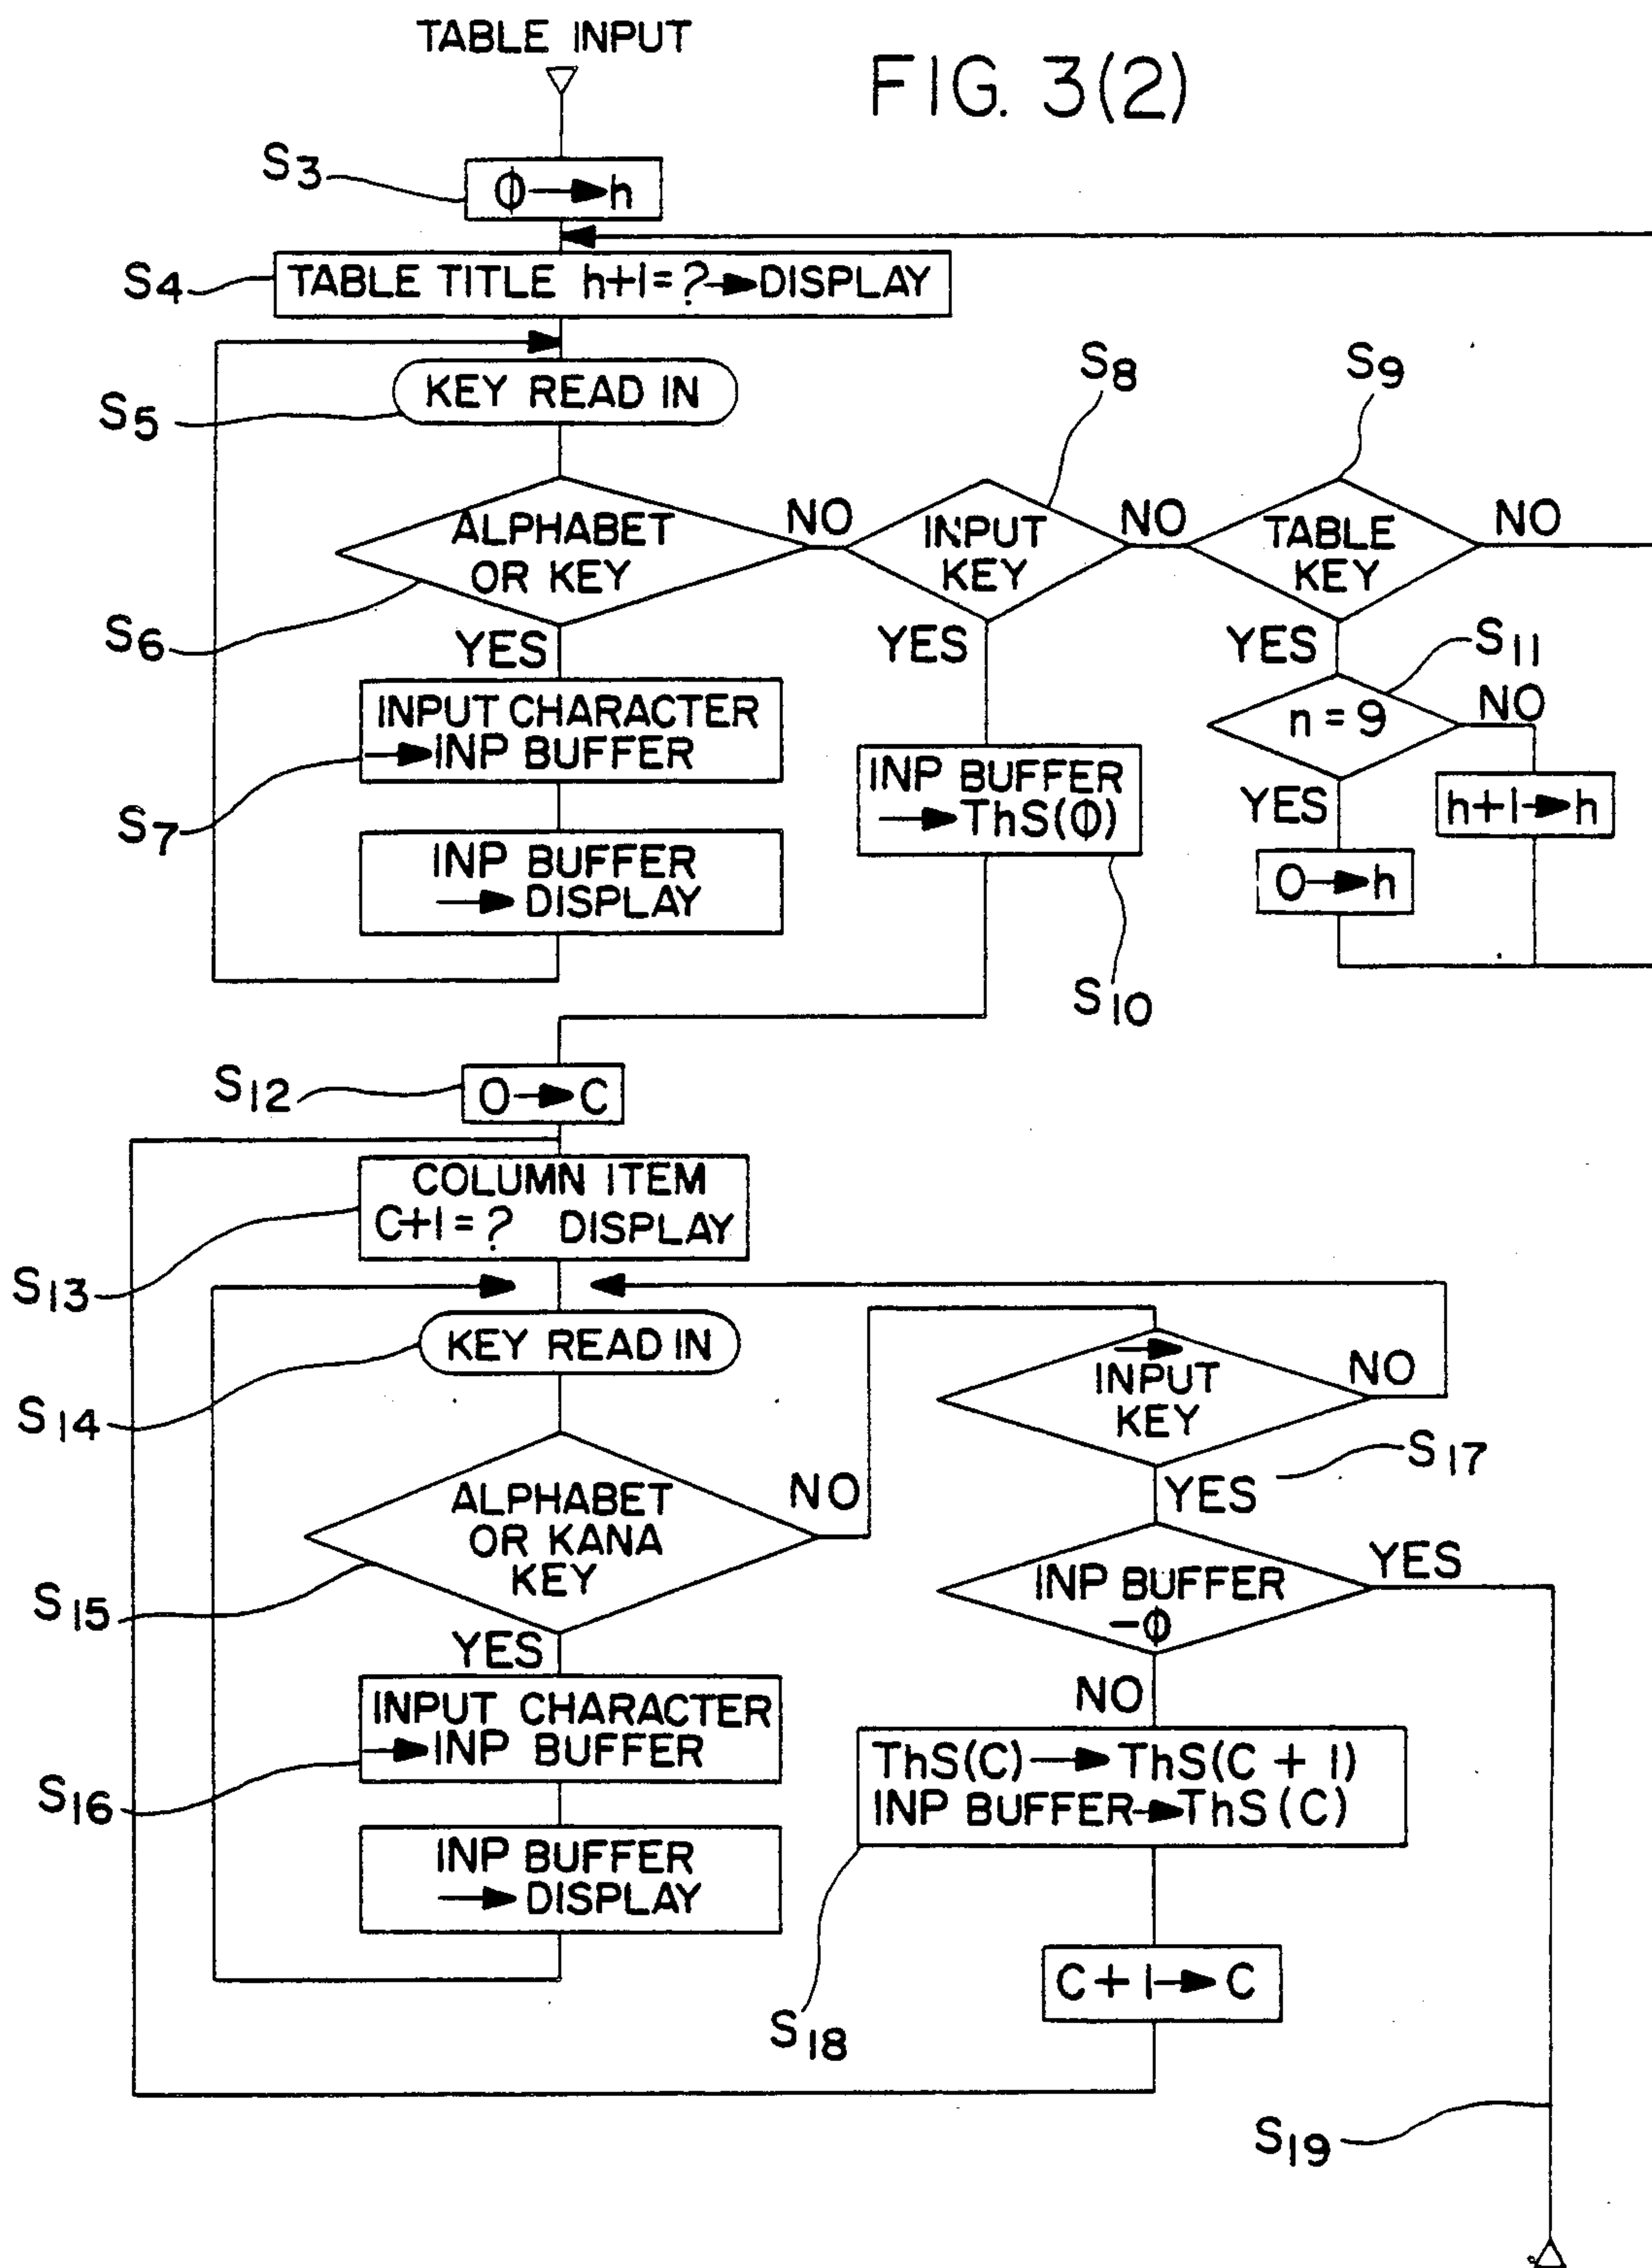 TABLE INPUT
FIG. 3(2)
S3
Φ→h
S4
TABLE TITLE h+1=?→DISPLAY
S5
KEY READ IN
S8
S9
S6
ALPHABET
OR KEY
NO
INPUT
KEY
NO
TABLE
KEY
NO
YES
YES
YES
S11
S7
INPUT CHARACTER
→INP BUFFER
n=9
NO
INP BUFFER
→ThS(Φ)
YES
h+1→h
INP BUFFER
→DISPLAY
0→h
S10
S12
0→C
S13
COLUMN ITEM
C+1=? DISPLAY
S14
KEY READ IN
→
INPUT
KEY
NO
S17
YES
S15
ALPHABET
OR KANA
KEY
NO
INP BUFFER
-Φ
YES
YES
NO
S16
INPUT CHARACTER
→INP BUFFER
ThS(C)→ThS(C + 1)
INP BUFFER→ThS(C)
INP BUFFER
→DISPLAY
S18
C+1→C
S19